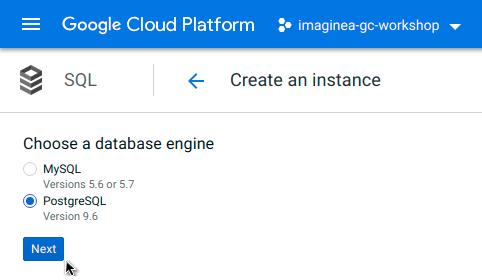 Google Cloud Platform
imaginea-gc-workshop
SQL
Create an instance
Choose a database engine
MySQL
Versions 5.6 or 5.7
PostgreSQL
Version 9.6
Next